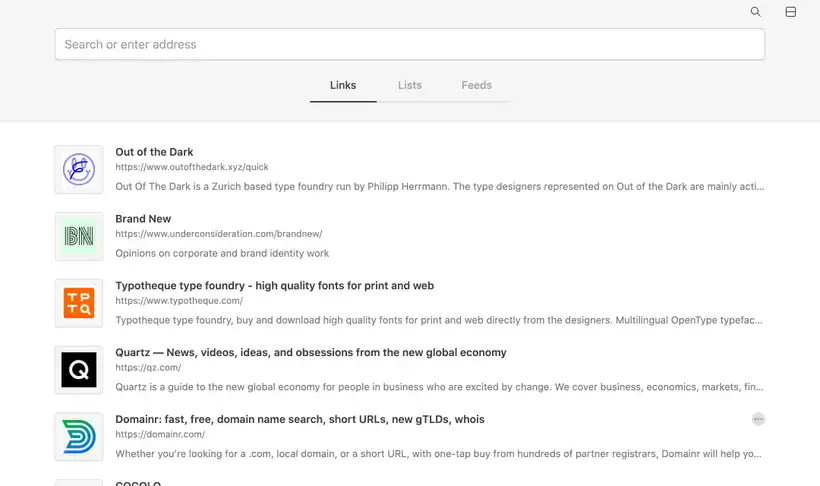 Search or enter address
Links Lists Feeds
Out of the Dark
https://www.outofthedark.xyz/quick
Out Of The Dark is a Zurich based type foundry run by Philipp Herrmann. The type designers represented on Out of the Dark are mainly acti...
BN
Brand New
https://www.underconsideration.com/brandnew/
Opinions on corporate and brand identity work
TP
TQ
Typotheque type foundry - high quality fonts for print and web
https://www.typotheque.com/
Typotheque type foundry, buy and download high quality fonts for print and web directly from the designers. Multilingual OpenType typefac...
Q
Quartz — News, videos, ideas, and obsessions from the new global economy
https://qz.com/
Quartz is a guide to the new global economy for people in business who are excited by change. We cover business, economics, markets, fin...
Domainr: fast, free, domain name search, short URLs, new gTLDs, whois
https://domainr.com/
Whether you're looking for a .com, local domain, or a short URL, with one-tap buy from hundreds of partner registrars, Domainr will help yo...